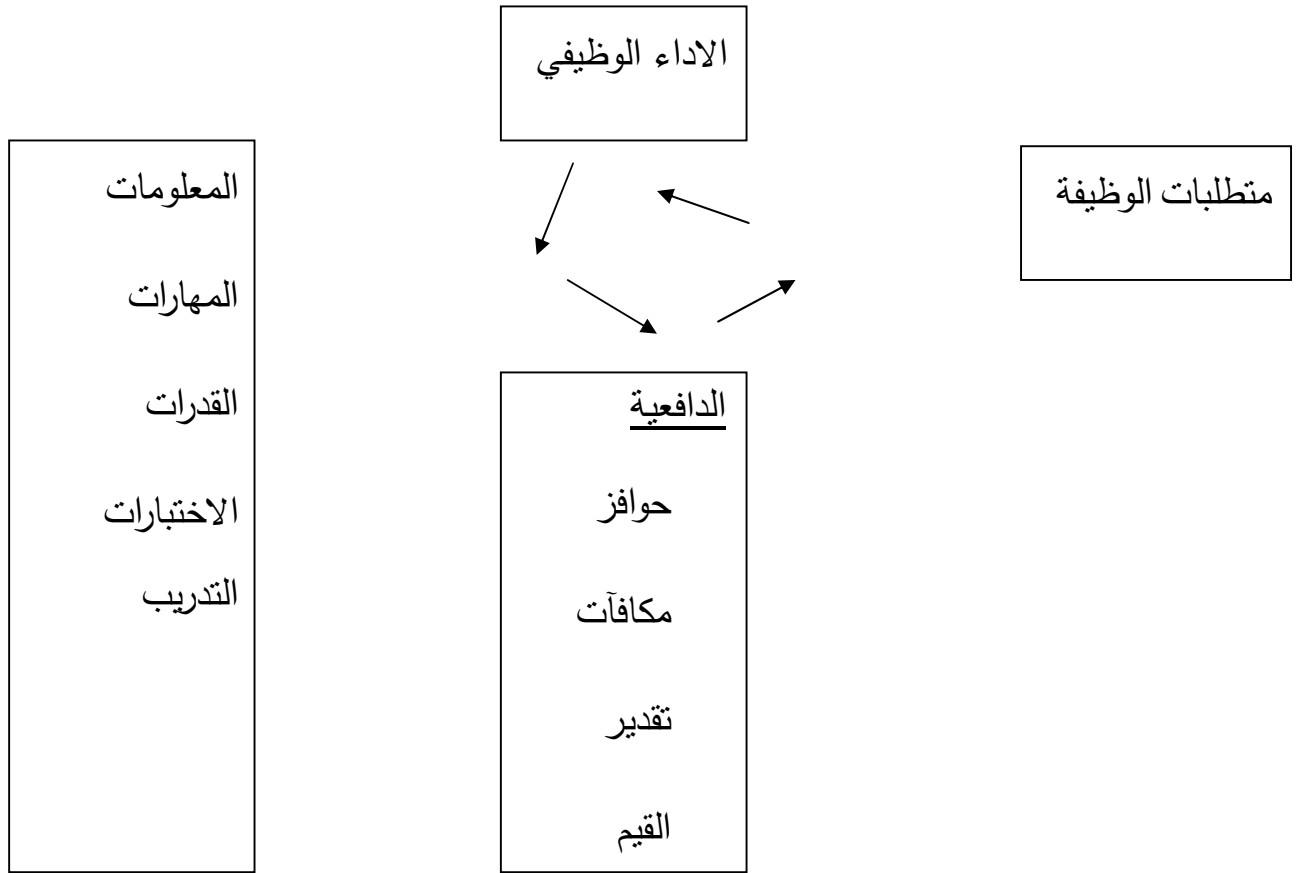 الاداء الوظيفي
متطلبات الوظيفة
المعلومات
المهارات
القدرات
الاختبارات
التدريب
الدافعية
حوافز
مكافآت
تقدير
القيم